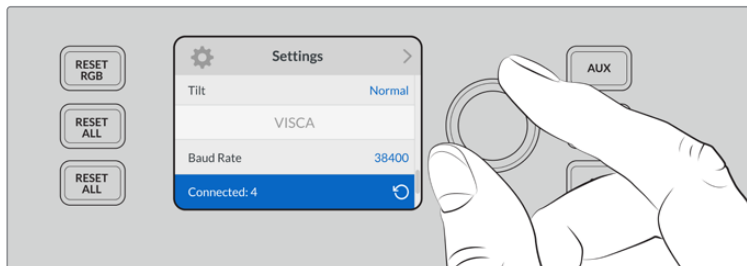 RESET
RGB
RESET
ALL
RESET
ALL
Settings
Tilt Normal
VISCA
Baud Rate 38400
Connected: 4
AUX